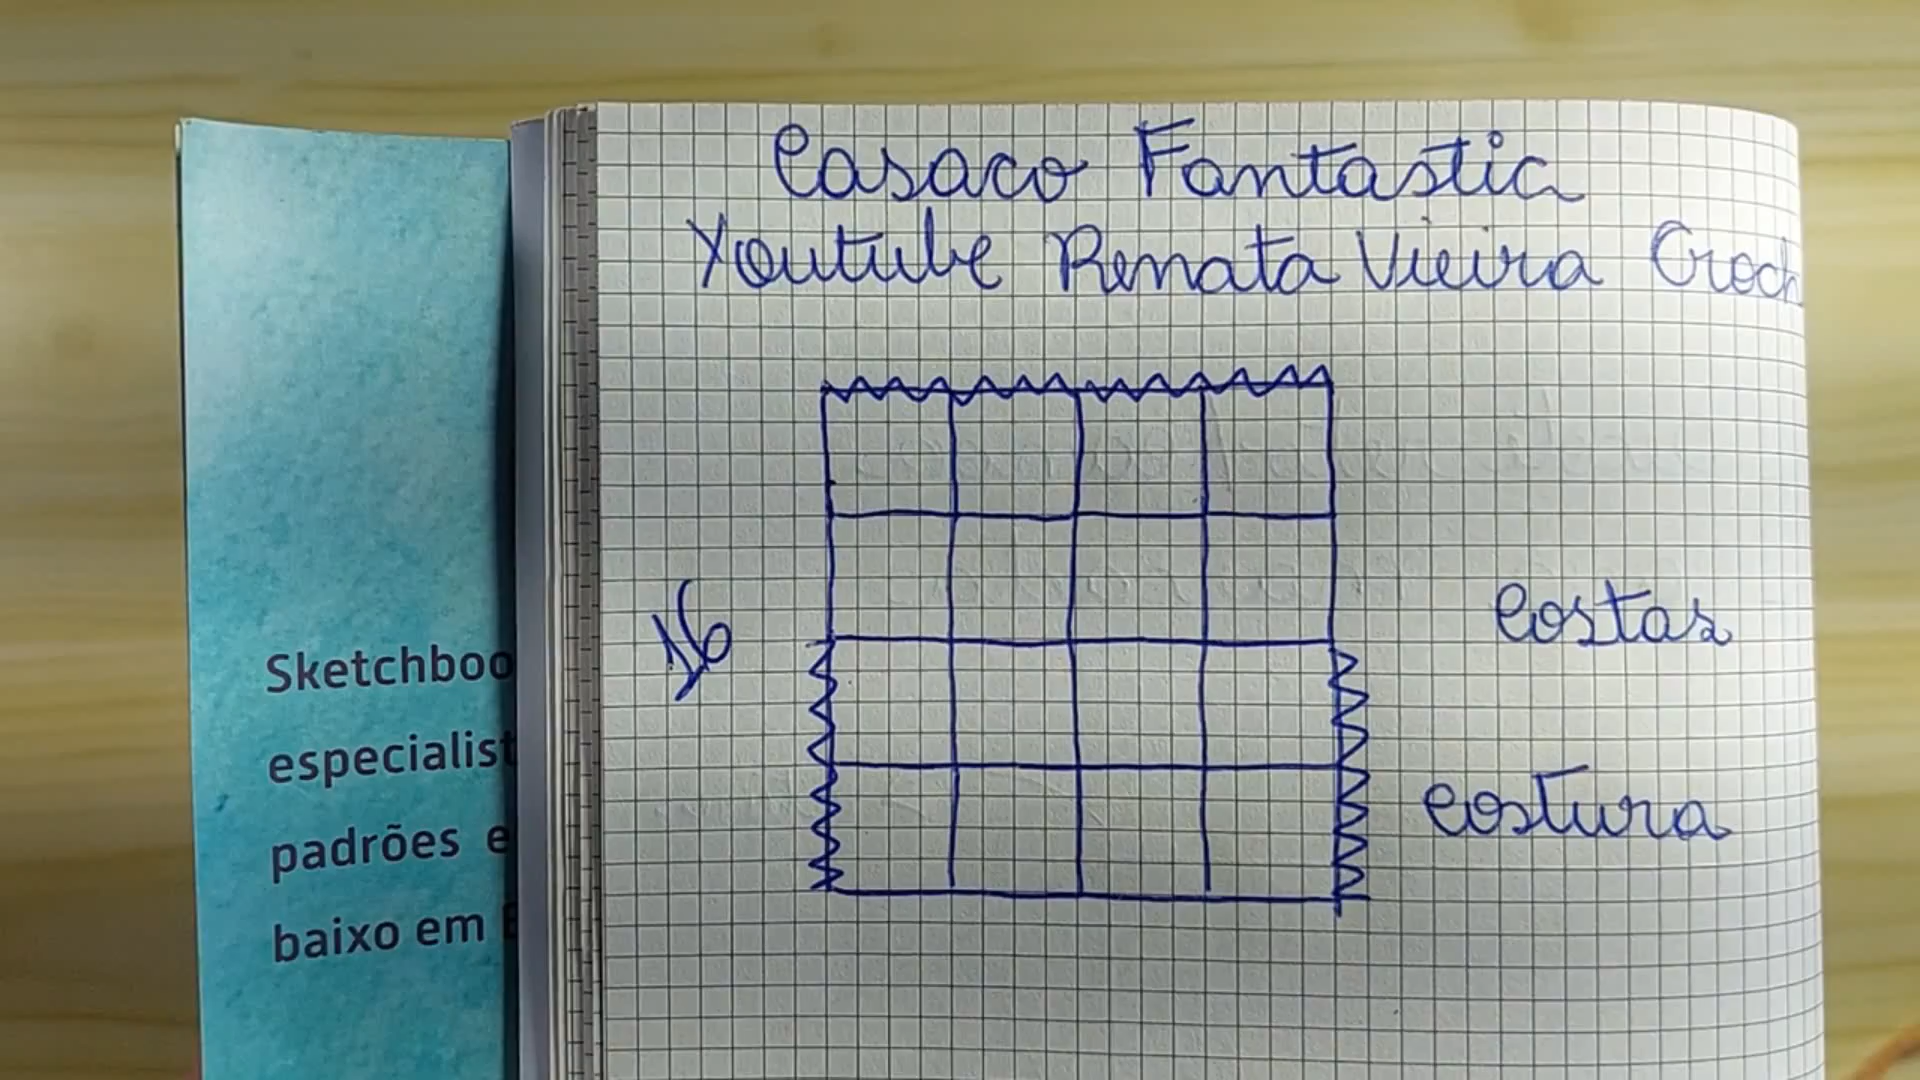 Casaco Fantastic
Youtube Renata Vieira Croch
16
costas
costura
Sketchboo
especialist
padrões e
baixo em